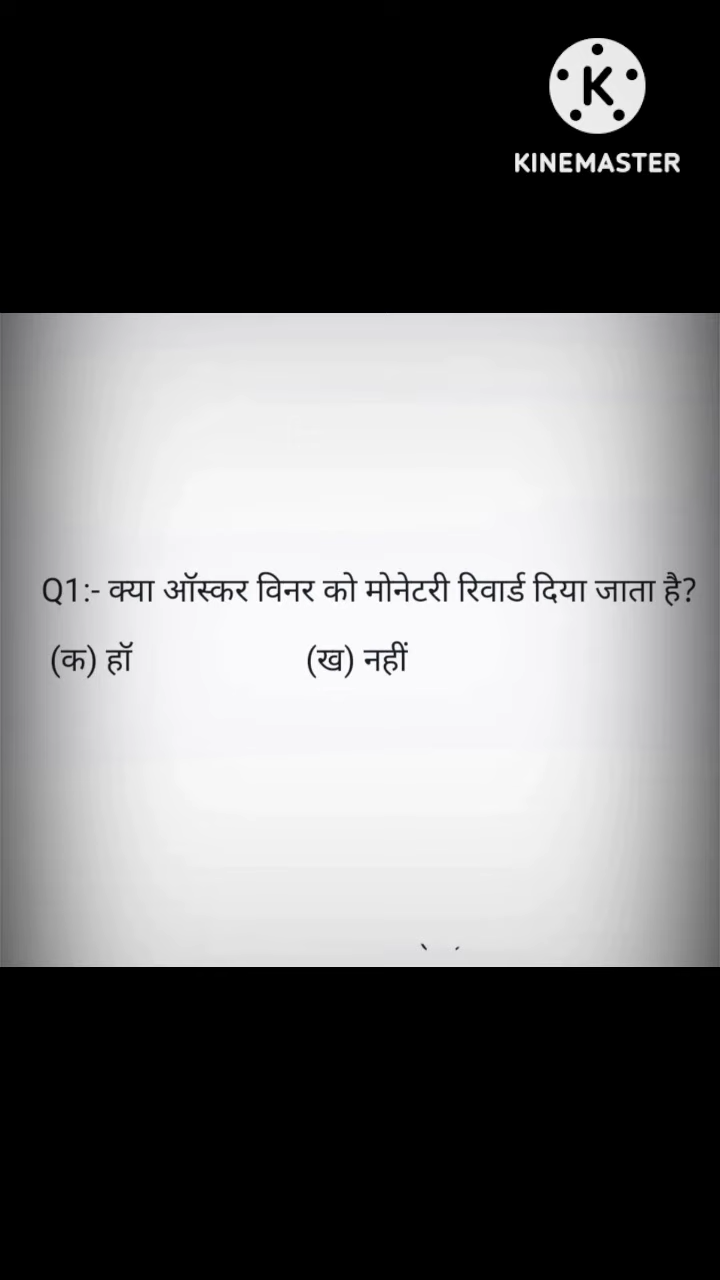 K
KINEMASTER
Q1:- क्या ऑस्कर विनर को मोनेटरी रिवार्ड दिया जाता है?
(क) हॉ (ख) नहीं